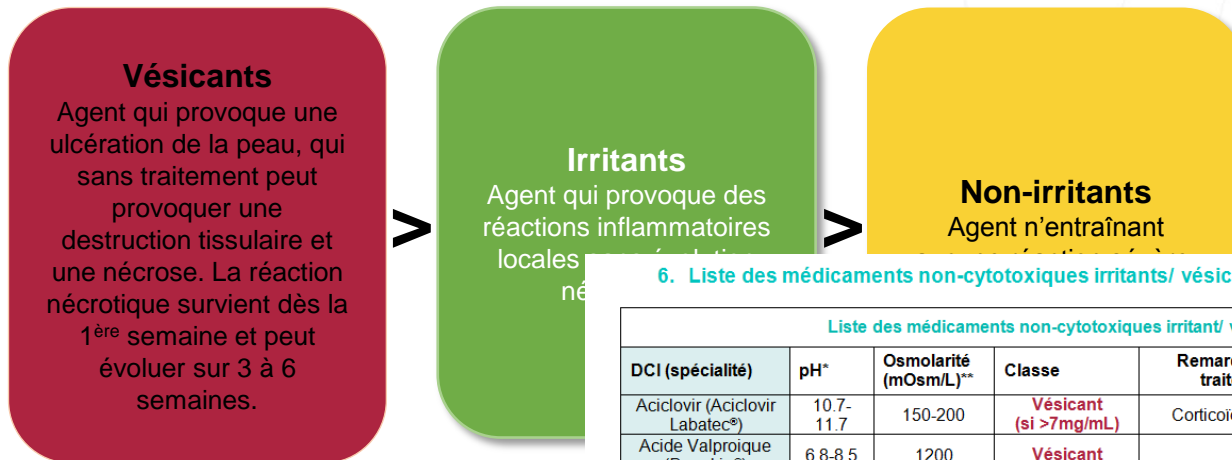 Vésicants
Agent qui provoque une
ulcération de la peau, qui
sans traitement peut
provoquer une
destruction tissulaire et
une nécrose. La réaction
nécrotique survient dès la
1ère semaine et peut
évoluer sur 3 à 6
semaines.
>
Irritants
Agent qui provoque des
réactions inflammatoires
locales
>
Non-irritants
Agent n'entraînant
6. Liste des médicaments non-cytotoxiques irritants/
Liste des médicaments non-cytotoxiques irritant/
DCI (spécialité) pH* Osmolarité (mOsm/L)** Classe
Aciclovir (Aciclovir Labatec®) 10.7-11.7 150-200 Vésicant (si >7mg/mL)
Acide Valproique 6.8-8.5 1200 Vésicant